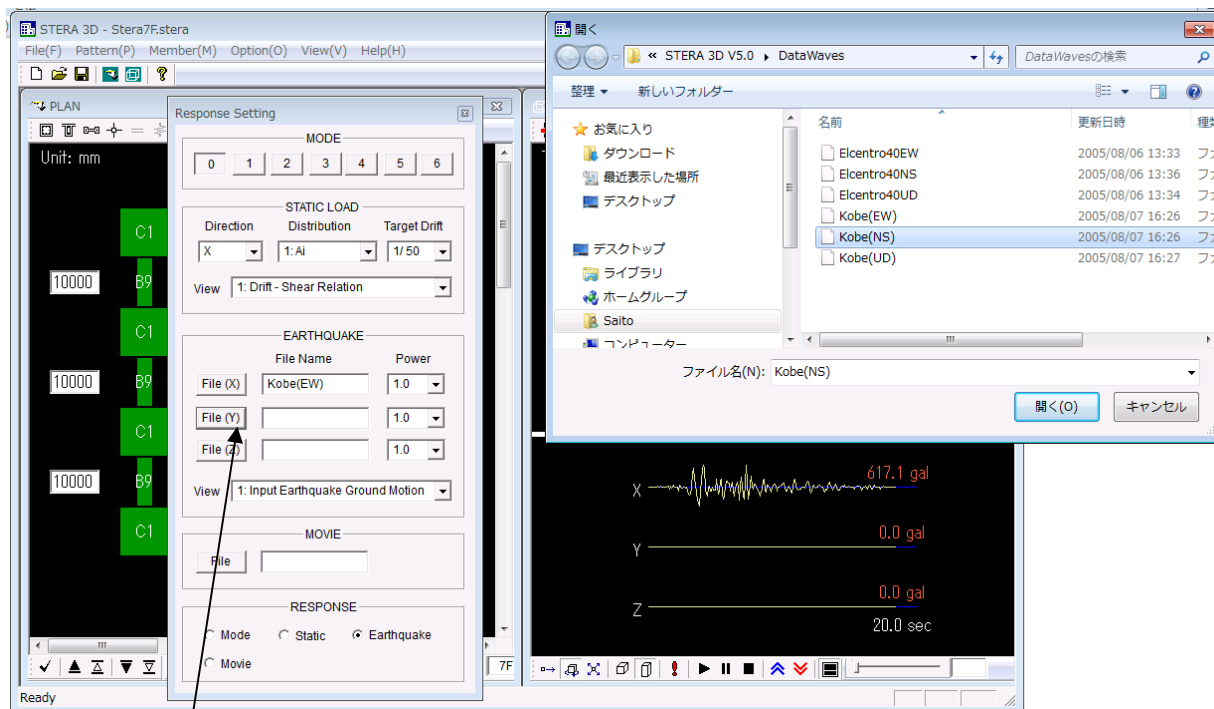 STERA 3D - Stera7F.stera
File(F) Pattern(P) Member(M) Option(O) View(V) Help(H)
PLAN
Unit: mm
C1
10000 B9
C1
10000 B9
C1
10000 B9
C1
7F
Ready
Response Setting
MODE
0 1 2 3 4 5 6
STATIC LOAD
Direction Distribution Target Drift
X 1: Ai 1/ 50
View 1: Drift - Shear Relation
EARTHQUAKE
File Name Power
File (X) Kobe(EW) 1.0
File (Y) 1.0
File (Z) 1.0
View 1: Input Earthquake Ground Motion
MOVIE
File
RESPONSE
Mode Static Earthquake
Movie
開く
« STERA 3D V5.0 DataWaves
DataWavesの検索
整理 新しいフォルダー
お気に入り
ダウンロード
最近表示した場所
デスクトップ
デスクトップ
ライブラリ
ホームグループ
Saito
コンピューター
名前 更新日時 種
Elcentro40EW 2005/08/06 13:33 フ
Elcentro40NS 2005/08/06 13:36 フ
Elcentro40UD 2005/08/06 13:34 フ
Kobe(EW) 2005/08/07 16:26 フ
Kobe(NS) 2005/08/07 16:26 フ
Kobe(UD) 2005/08/07 16:27 フ
ファイル名(N): Kobe(NS)
開く(O) キャンセル
X 617.1 gal
Y 0.0 gal
Z 0.0 gal
20.0 sec